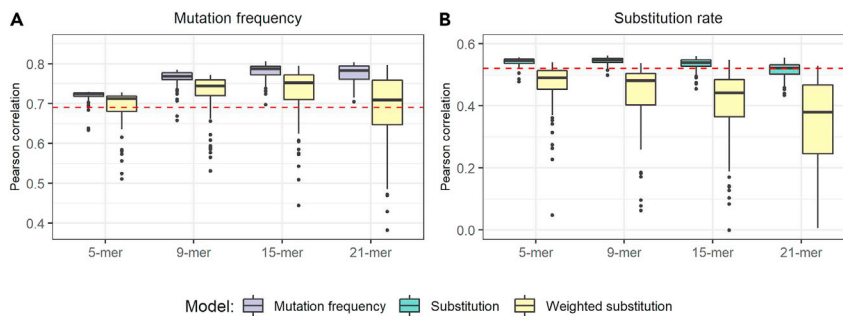 A
Mutation frequency
Pearson correlation
0.8
0.7
0.6
0.5
0.4
5-mer 9-mer 15-mer 21-mer
B
Substitution rate
Pearson correlation
0.6
0.4
0.2
0.0
5-mer 9-mer 15-mer 21-mer
Model: Mutation frequency Substitution Weighted substitution